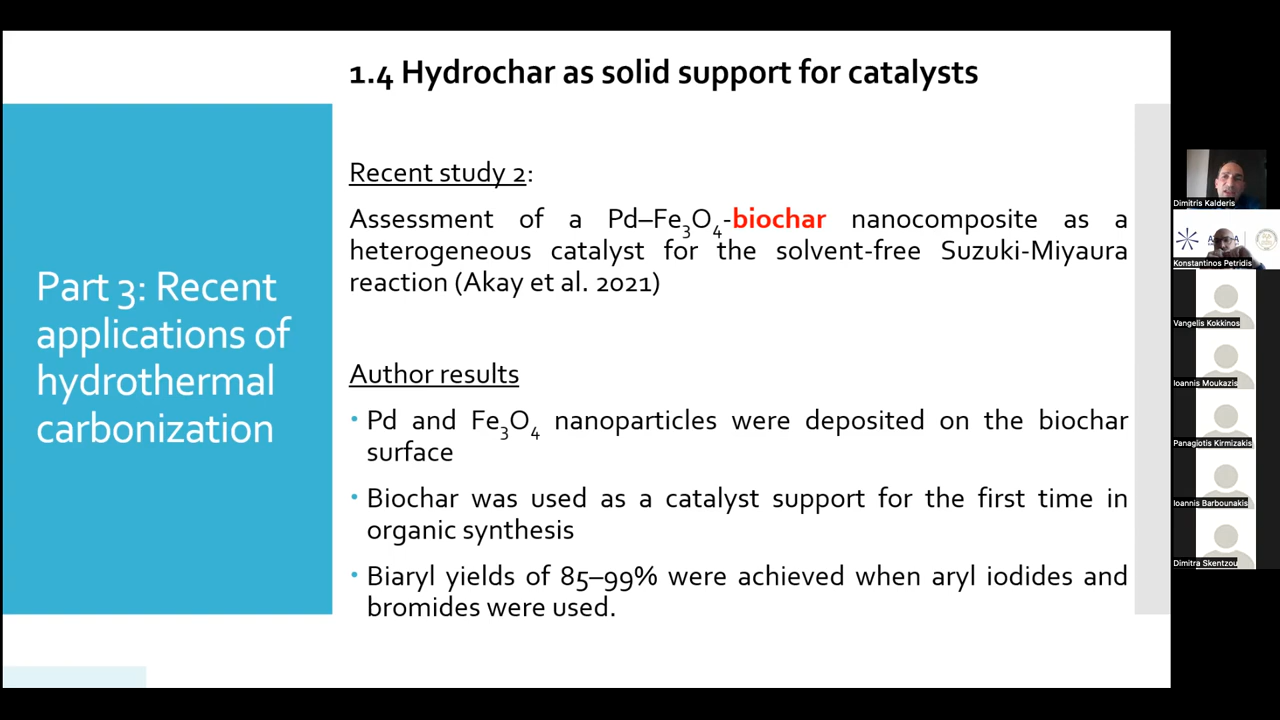 1.4 Hydrochar as solid support for catalysts
Part 3: Recent
applications of
hydrothermal
carbonization
Recent study 2:
Assessment of a Pd–Fe3O4-biochar nanocomposite as a
heterogeneous catalyst for the solvent-free Suzuki-Miyaura
reaction (Akay et al. 2021)
Author results
• Pd and Fe3O4 nanoparticles were deposited on the biochar
surface
• Biochar was used as a catalyst support for the first time in
organic synthesis
• Biaryl yields of 85–99% were achieved when aryl iodides and
bromides were used.
Dimitris Kalderis
Konstantinos Petridis
Vangelis Kokkinos
Ioannis Moukazis
Panagiotis Kirmizakis
Ioannis Barbounakis
Dimitra Skentzou